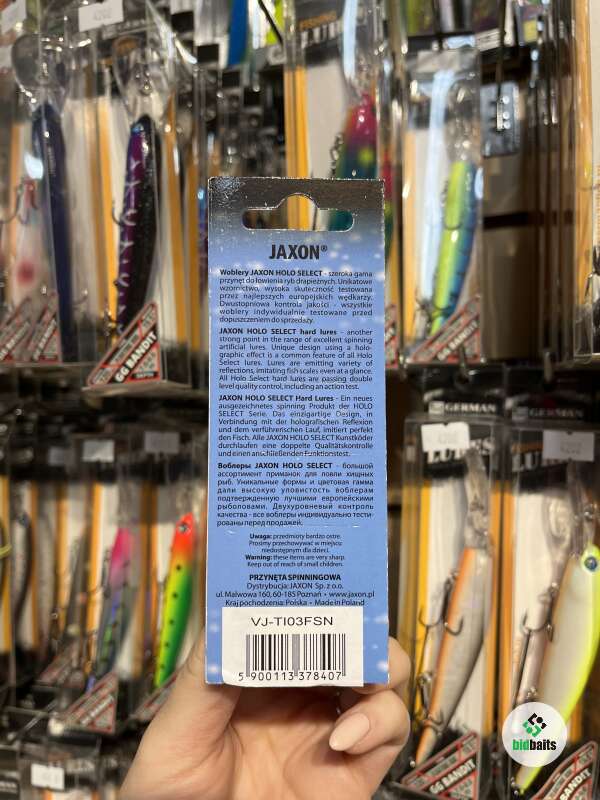 JAXON®
Woblery JAXON HOLO SELECT - szeroka gama
przynęt do łowienia ryb drapieżnych. Unikatowe
wzornictwo, wysoka skuteczność testowana
przez najlepszych europejskich wędkarzy.
Dwustopniowa kontrola jakości - wszystkie
woblery indywidualnie testowane przed
dopuszczeniem do sprzedaży.
JAXON HOLO SELECT hard lures - another
strong point in the range of excellent spinning
artificial lures. Unique design using a holo-
graphic effect is a common feature of all Holo
Select lures. Lures are emitting variety of
reflections, imitating fish scales even at a glance.
All Holo Select hard lures are passing double
level quality control, including an action test.
JAXON HOLO SELECT Hard Lures - Ein neues
ausgezeichnetes spinning Produkt der HOLO
SELECT Serie. Das einzigartige Design, in
Verbindung mit der holografischen Reflexion
und dem verführerischen Lauf, imitiert perfekt
den Fisch. Alle JAXON HOLO SELECT Kunstköder
durchlaufen eine doppelte Qualitätskontrolle
und einen anschließenden Funktionstest.
Воблеры JAXON HOLO SELECT - большой
ассортимент приманок для ловли хищных
рыб. Уникальные формы и цветовая гамма
дали высокую уловистость воблерам
подтвержденную лучшими европейскими
рыболовами. Двухуровневый контроль
качества - все воблеры индивидуально тести-
рованы перед продажей.
Uwaga: przedmioty bardzo ostre.
Prosimy przechowywać w miejscu
niedostępnym dla dzieci.
Warning: these items are very sharp.
Keep out of reach of small children.
PRZYNĘTA SPINNINGOWA
Dystrybucja: JAXON Sp. z o.o.
ul. Malwowa 160, 60-185 Poznań • www.jaxon.pl
Kraj pochodzenia: Polska • Made in Poland
VJ-TI03FSN
5 900113 378407
GG BANDIT
GERMAN
GERMAN
GG BANDIT
GG BANDIT
bidbaits